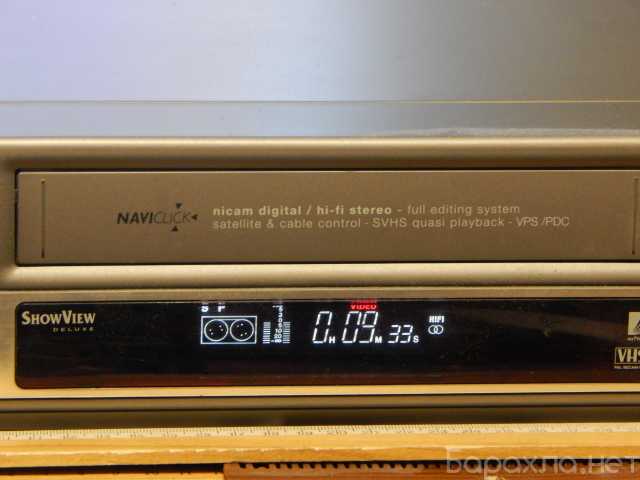 NAVICLICK
nicam digital / hi-fi stereo - full editing system
satellite & cable control - SVHS quasi playback - VPS /PDC
SHOWVIEW
DELUXE
S P
VIDEO
0H 09M 33S
HIFI
VHS
Барахла.нет